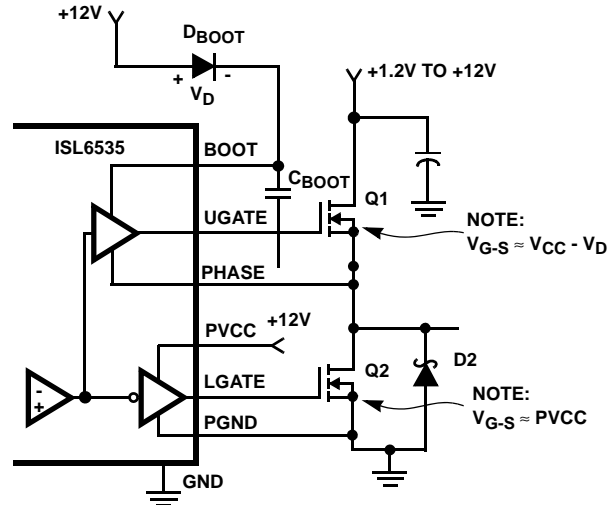 +12V
DBOOT
+ -
VD
+1.2V TO +12V
ISL6535
BOOT
CBOOT
UGATE
Q1
NOTE:
VG-S ≈ VCC - VD
PHASE
PVCC
+12V
LGATE
Q2
D2
NOTE:
VG-S ≈ PVCC
PGND
- +
GND